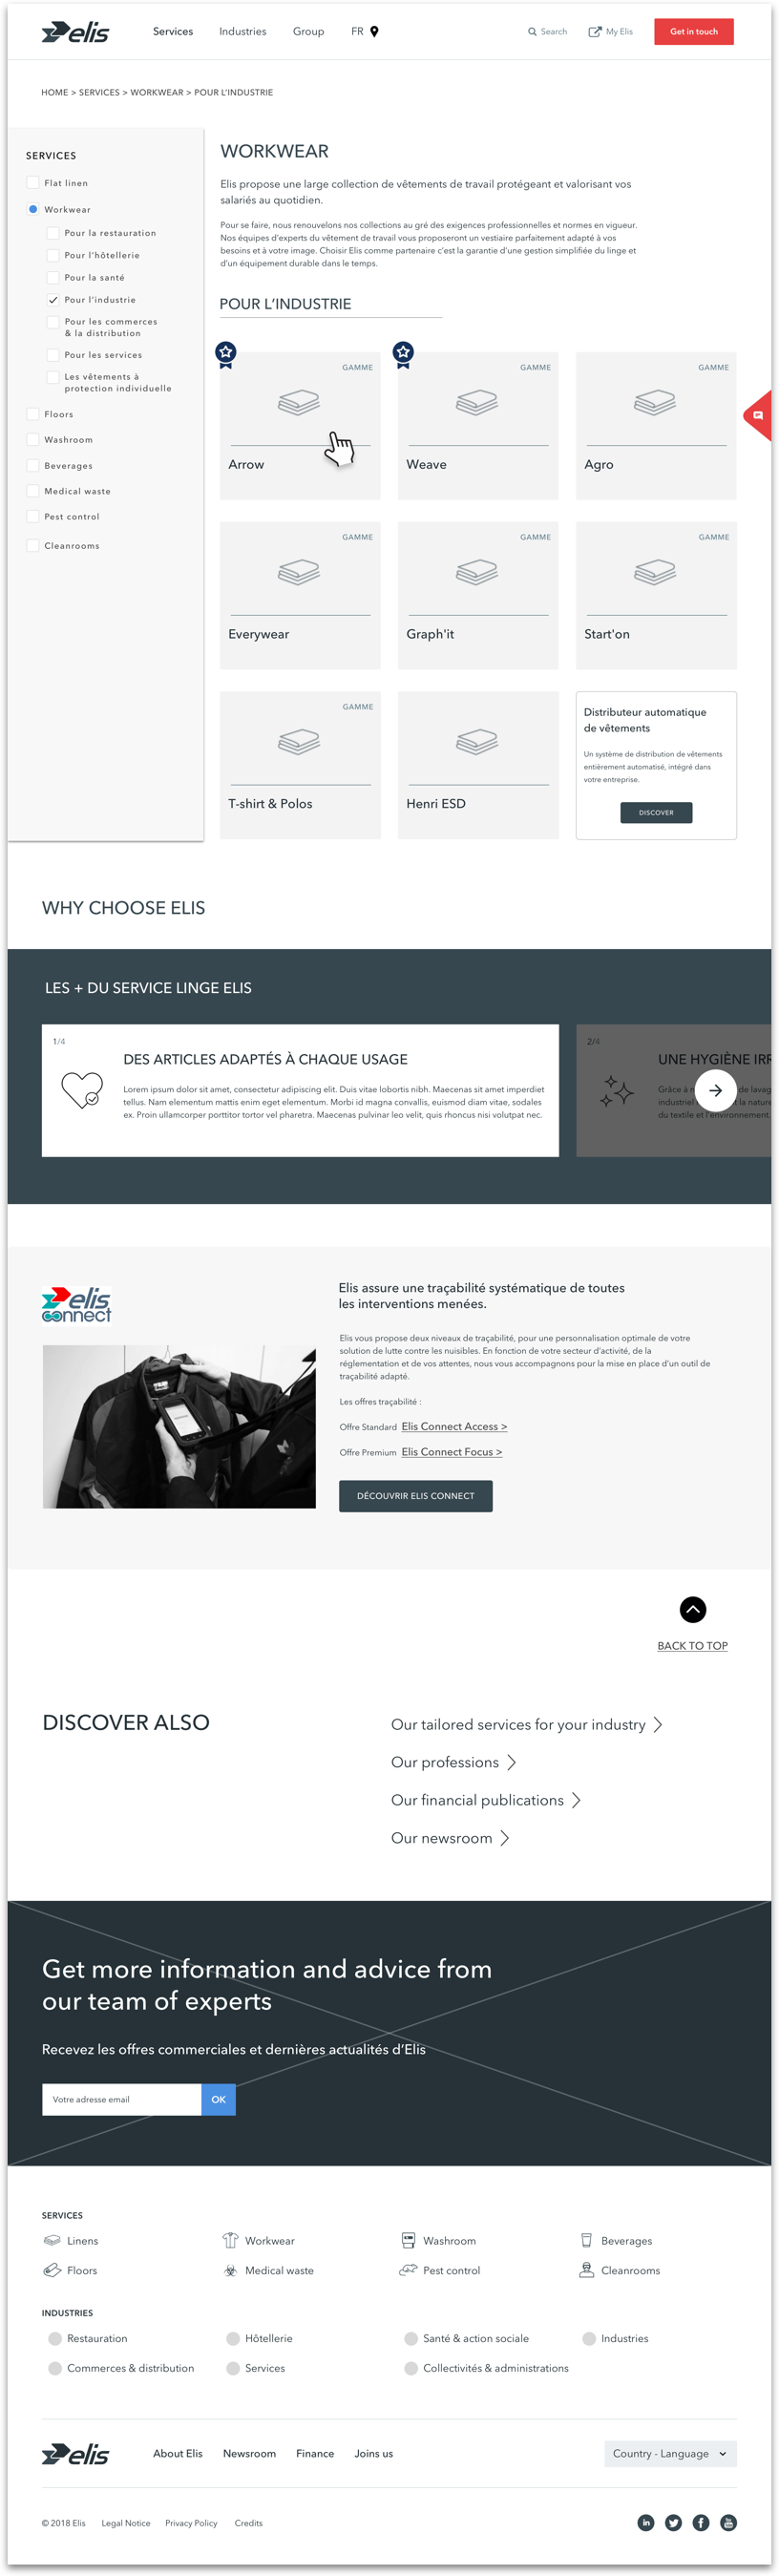 elis
Services
Industries
Group
FR
Search
My Elis
Get in touch
HOME > SERVICES > WORKWEAR > POUR L'INDUSTRIE
SERVICES
Flat linen
Workwear
Pour la restauration
Pour l'hôtellerie
Pour la santé
Pour l'industrie
Pour les commerces
& la distribution
Pour les services
Les vêtements à
protection individuelle
Floors
Washroom
Beverages
Medical waste
Pest control
Cleanrooms
WORKWEAR
Elis propose une large collection de vêtements de travail protégeant et valorisant vos
salariés au quotidien.
Pour se faire, nous renouvelons nos collections au gré des exigences professionnelles et normes en vigueur.
Nos équipes d'experts du vêtement de travail vous proposeront un vestiaire parfaitement adapté à vos
besoins et à votre image. Choisir Elis comme partenaire c'est la garantie d'une gestion simplifiée du linge et
d'un équipement durable dans le temps.
POUR L'INDUSTRIE
GAMME
Arrow
GAMME
Weave
GAMME
Agro
GAMME
Everywear
GAMME
Graph'it
GAMME
Start'on
GAMME
T-shirt & Polos
Henri ESD
Distributeur automatique
de vêtements
Un système de distribution de vêtements
entièrement automatisé, intégré dans
votre entreprise.
DISCOVER
WHY CHOOSE ELIS
LES + DU SERVICE LINGE ELIS
1/4
DES ARTICLES ADAPTÉS À CHAQUE USAGE
Lorem ipsum dolor sit amet, consectetur adipiscing elit. Duis vitae lobortis nibh. Maecenas sit amet imperdiet
tellus. Nam elementum mattis enim eget elementum. Morbi id magna convallis, euismod diam vitae, sodales
ex. Proin ullamcorper porttitor tortor vel pharetra. Maecenas pulvinar leo velit, quis rhoncus nisi volutpat nec.
2/4
UNE HYGIÈNE IRR
Grâce à n de lavag
industriel la nature
du textile et l'environnement.
elis
connect
Elis assure une traçabilité systématique de toutes
les interventions menées.
Elis vous propose deux niveaux de traçabilité, pour une personnalisation optimale de votre
solution de lutte contre les nuisibles. En fonction de votre secteur d'activité, de la
réglementation et de vos attentes, nous vous accompagnons pour la mise en place d'un outil de
traçabilité adapté.
Les offres traçabilité :
Offre Standard Elis Connect Access >
Offre Premium Elis Connect Focus >
DÉCOUVRIR ELIS CONNECT
BACK TO TOP
DISCOVER ALSO
Our tailored services for your industry
Our professions
Our financial publications
Our newsroom
Get more information and advice from
our team of experts
Recevez les offres commerciales et dernières actualités d'Elis
Votre adresse email
OK
SERVICES
Linens
Workwear
Washroom
Beverages
Floors
Medical waste
Pest control
Cleanrooms
INDUSTRIES
Restauration
Hôtellerie
Santé & action sociale
Industries
Commerces & distribution
Services
Collectivités & administrations
elis
About Elis
Newsroom
Finance
Joins us
Country - Language
© 2018 Elis
Legal Notice
Privacy Policy
Credits